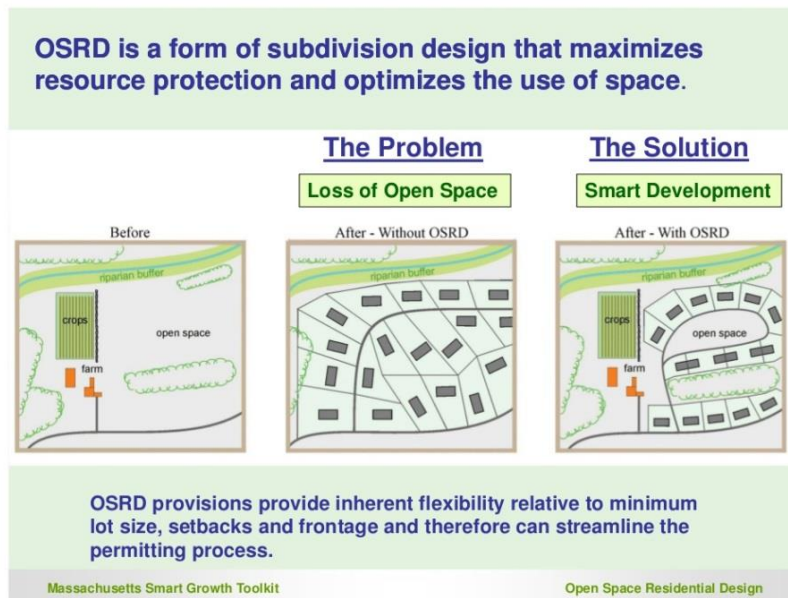 OSRD is a form of subdivision design that maximizes
resource protection and optimizes the use of space.
The Problem
The Solution
Loss of Open Space
Smart Development
Before
After - Without OSRD
After - With OSRD
riparian buffer
crops
open space
farm
riparian buffer
riparian buffer
crops
open space
farm
OSRD provisions provide inherent flexibility relative to minimum
lot size, setbacks and frontage and therefore can streamline the
permitting process.
Massachusetts Smart Growth Toolkit
Open Space Residential Design